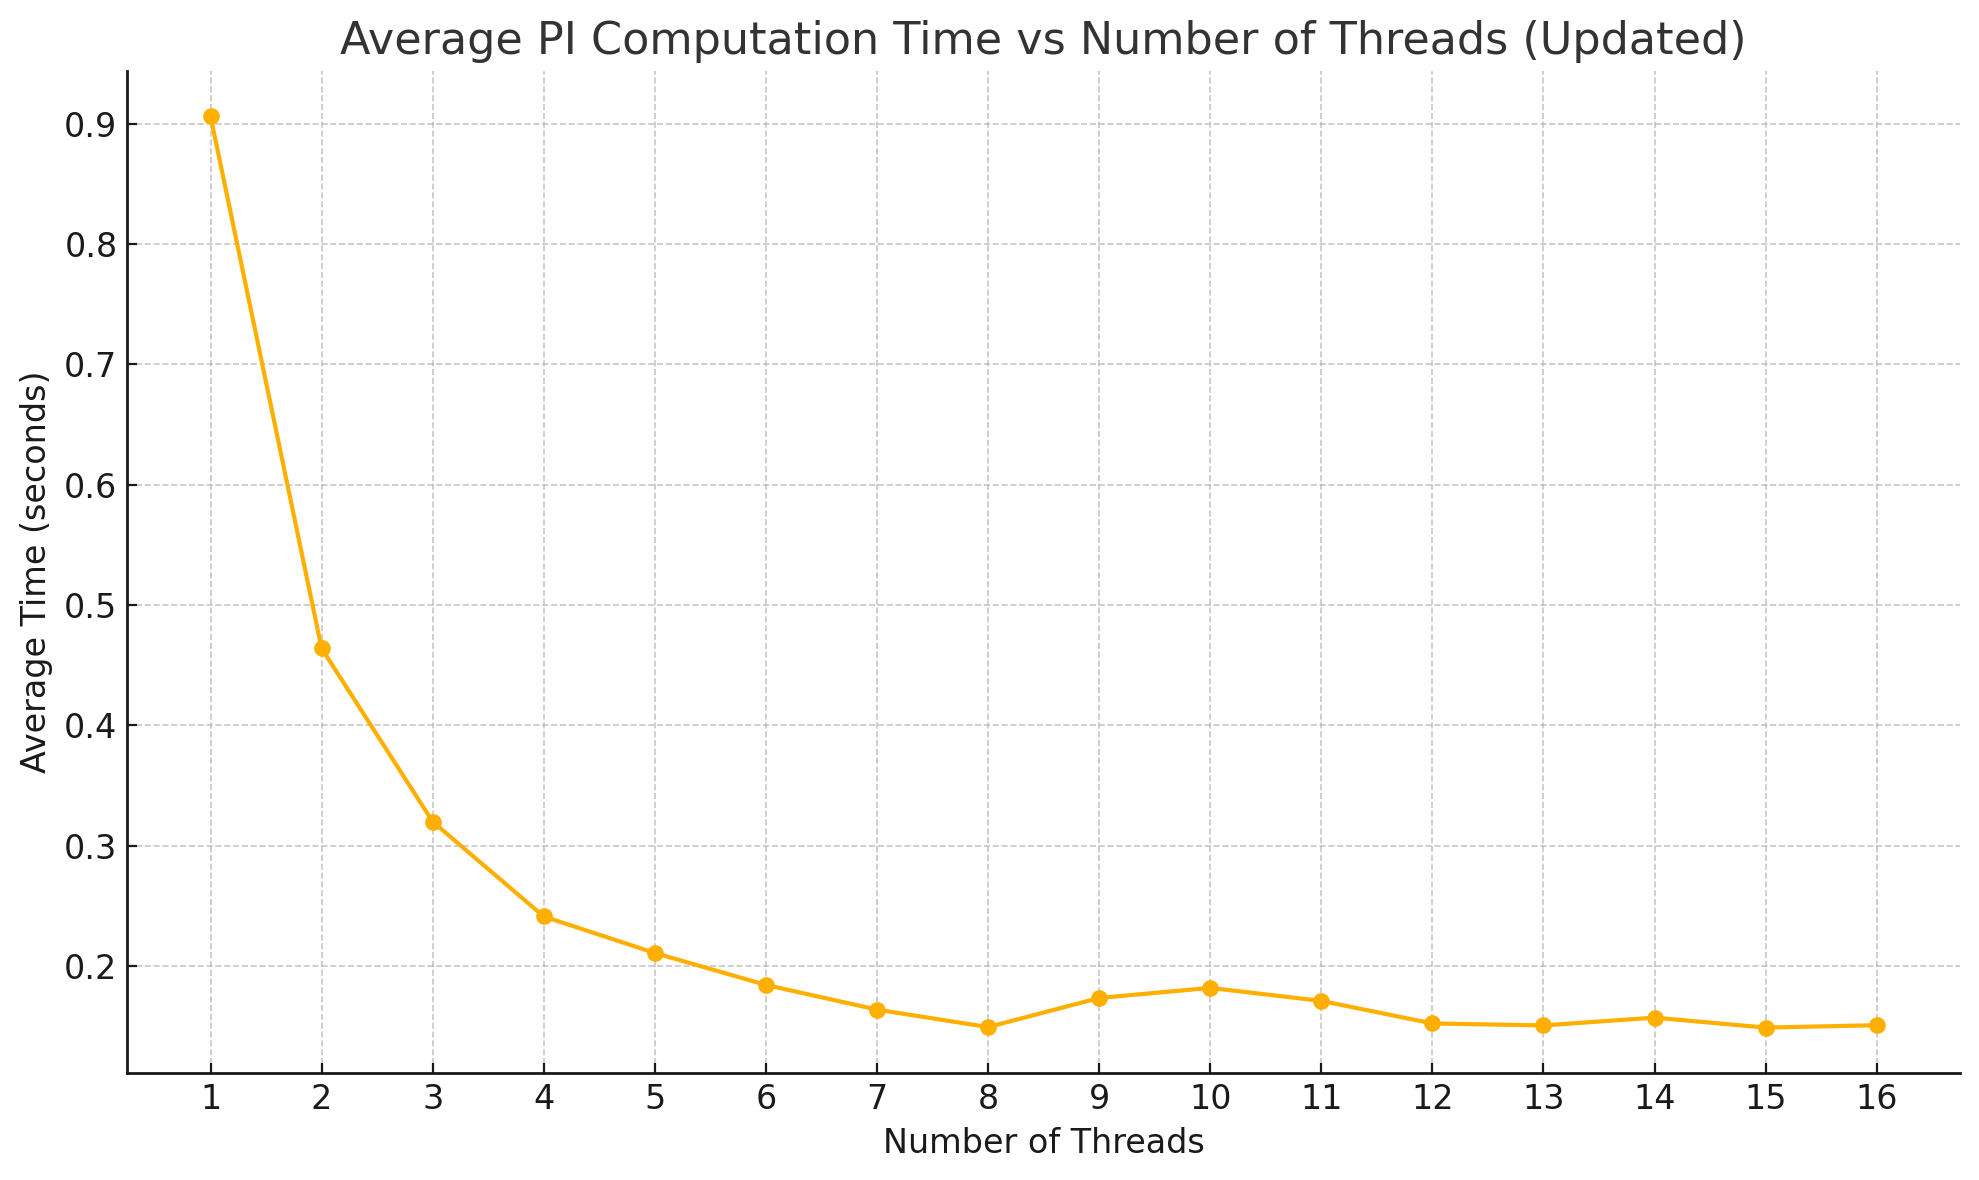 Average PI Computation Time vs Number of Threads (Updated)
Average Time (seconds)
0.9
0.8
0.7
0.6
0.5
0.4
0.3
0.2
1 2 3 4 5 6 7 8 9 10 11 12 13 14 15 16
Number of Threads